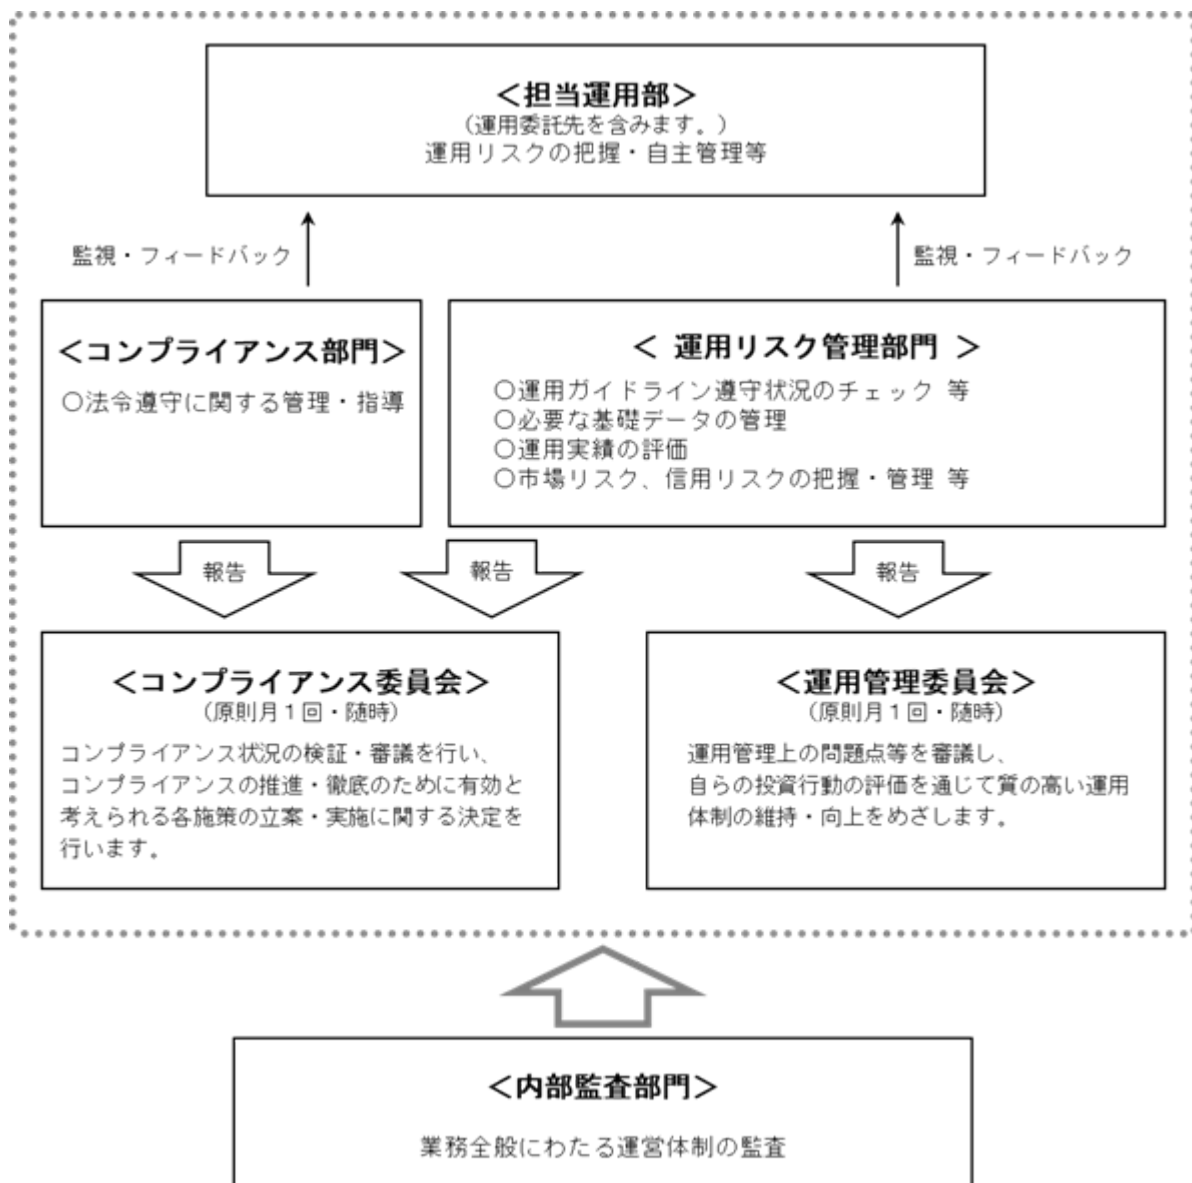 ＜担当運用部＞
（運用委託先を含みます。）
運用リスクの把握・自主管理等
監視・フィードバック
監視・フィードバック
＜コンプライアンス部門＞
○法令遵守に関する管理・指導
＜ 運用リスク管理部門 ＞
○運用ガイドライン遵守状況のチェック 等
○必要な基礎データの管理
○運用実績の評価
○市場リスク、信用リスクの把握・管理 等
報告
報告
報告
＜コンプライアンス委員会＞
（原則月１回・随時）
コンプライアンス状況の検証・審議を行い、
コンプライアンスの推進・徹底のために有効と
考えられる各施策の立案・実施に関する決定を
行います。
＜運用管理委員会＞
（原則月１回・随時）
運用管理上の問題点等を審議し、
自らの投資行動の評価を通じて質の高い運用
体制の維持・向上をめざします。
＜内部監査部門＞
業務全般にわたる運営体制の監査